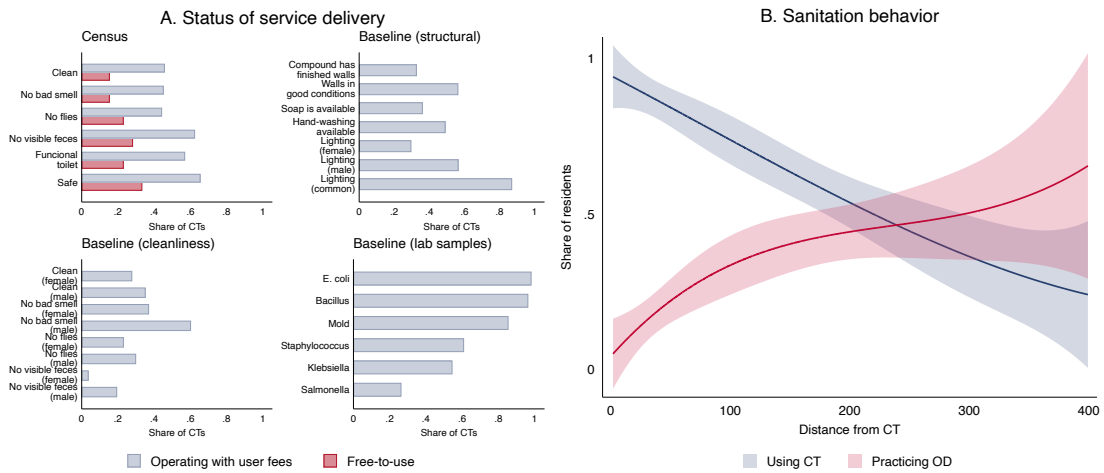 A. Status of service delivery
Census
Clean
No bad smell
No flies
No visible feces
Funcional
toilet
Safe
0 .2 .4 .6 .8 1
Share of CTs
Baseline (structural)
Compound has
finished walls
Walls in
good conditions
Soap is available
Hand-washing
available
Lighting
(female)
Lighting
(male)
Lighting
(common)
0 .2 .4 .6 .8 1
Share of CTs
Baseline (cleanliness)
Clean
(female)
Clean
(male)
No bad smell
(female)
No bad smell
(male)
No flies
(female)
No flies
(male)
No visible feces
(female)
No visible feces
(male)
0 .2 .4 .6 .8 1
Share of CTs
Baseline (lab samples)
E. coli
Bacillus
Mold
Staphylococcus
Klebsiella
Salmonella
0 .2 .4 .6 .8 1
Share of CTs
Operating with user fees
Free-to-use
B. Sanitation behavior
Share of residents
1
.5
0
0 100 200 300 400
Distance from CT
Using CT
Practicing OD